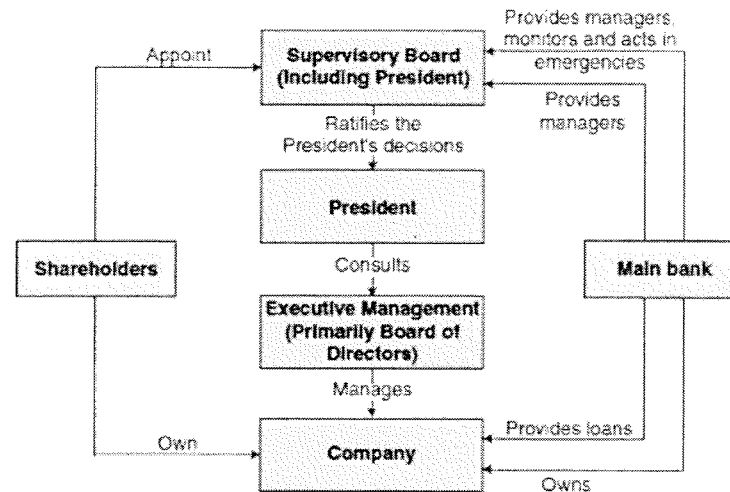 Provides managers,
monitors and acts in
emergencies
Appoint
Supervisory Board
(Including President)
Provides
managers
Ratifies the
President's decisions
President
Shareholders
Consults
Main bank
Executive Management
(Primarily Board of
Directors)
Manages
Own
Company
Provides loans
Owns